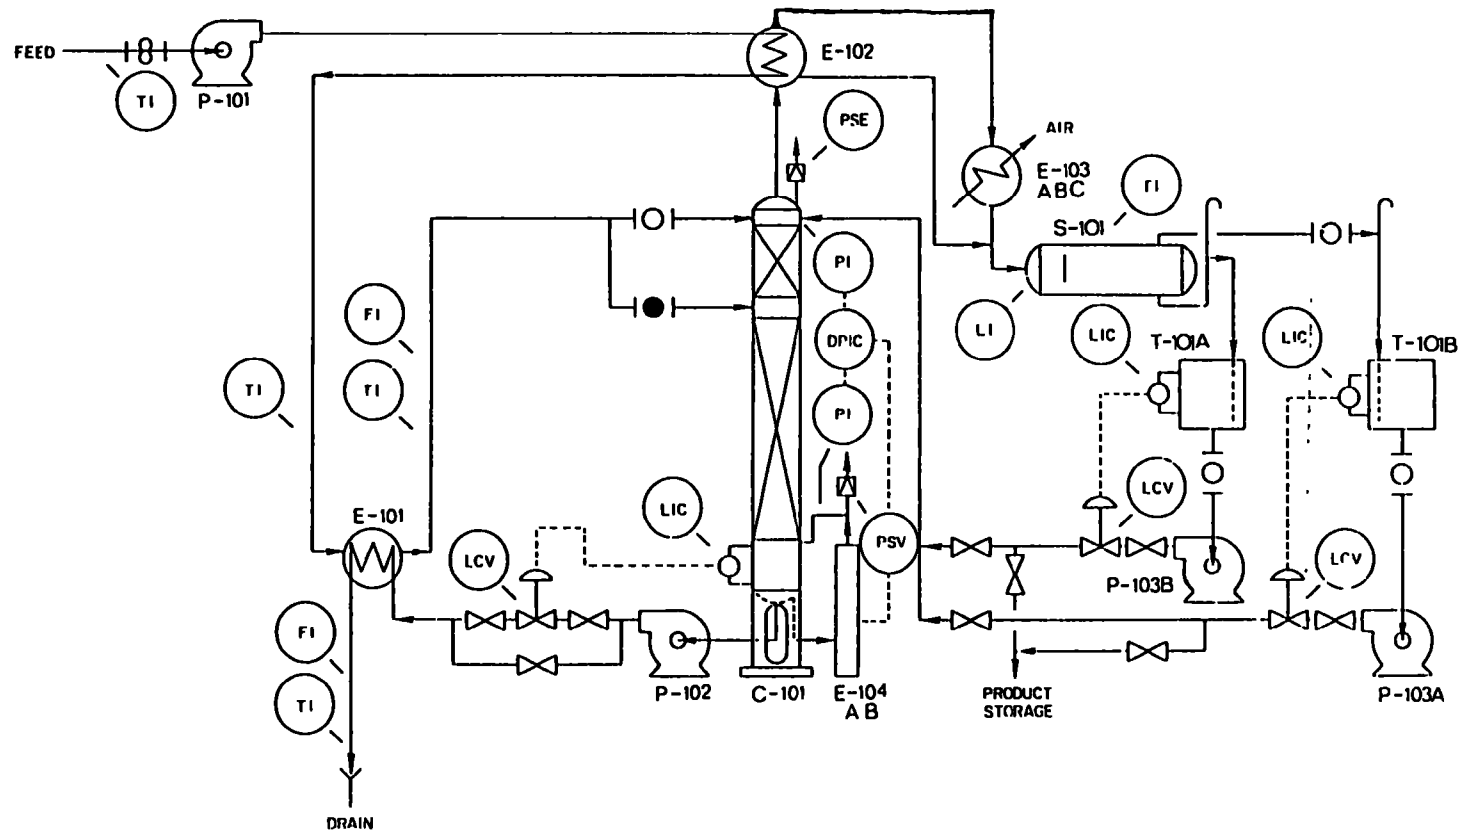 FEED
TI
P-101
E-102
PSE
AIR
E-103
ABC
TI
S-101
PI
FI
LI
LIC
T-101A
LIC
T-101B
DPIC
TI
TI
PI
E-101
LCV
LIC
PSV
LCV
LCV
P-103B
FI
TI
P-102
C-101
E-104
AB
PRODUCT
STORAGE
P-103A
DRAIN